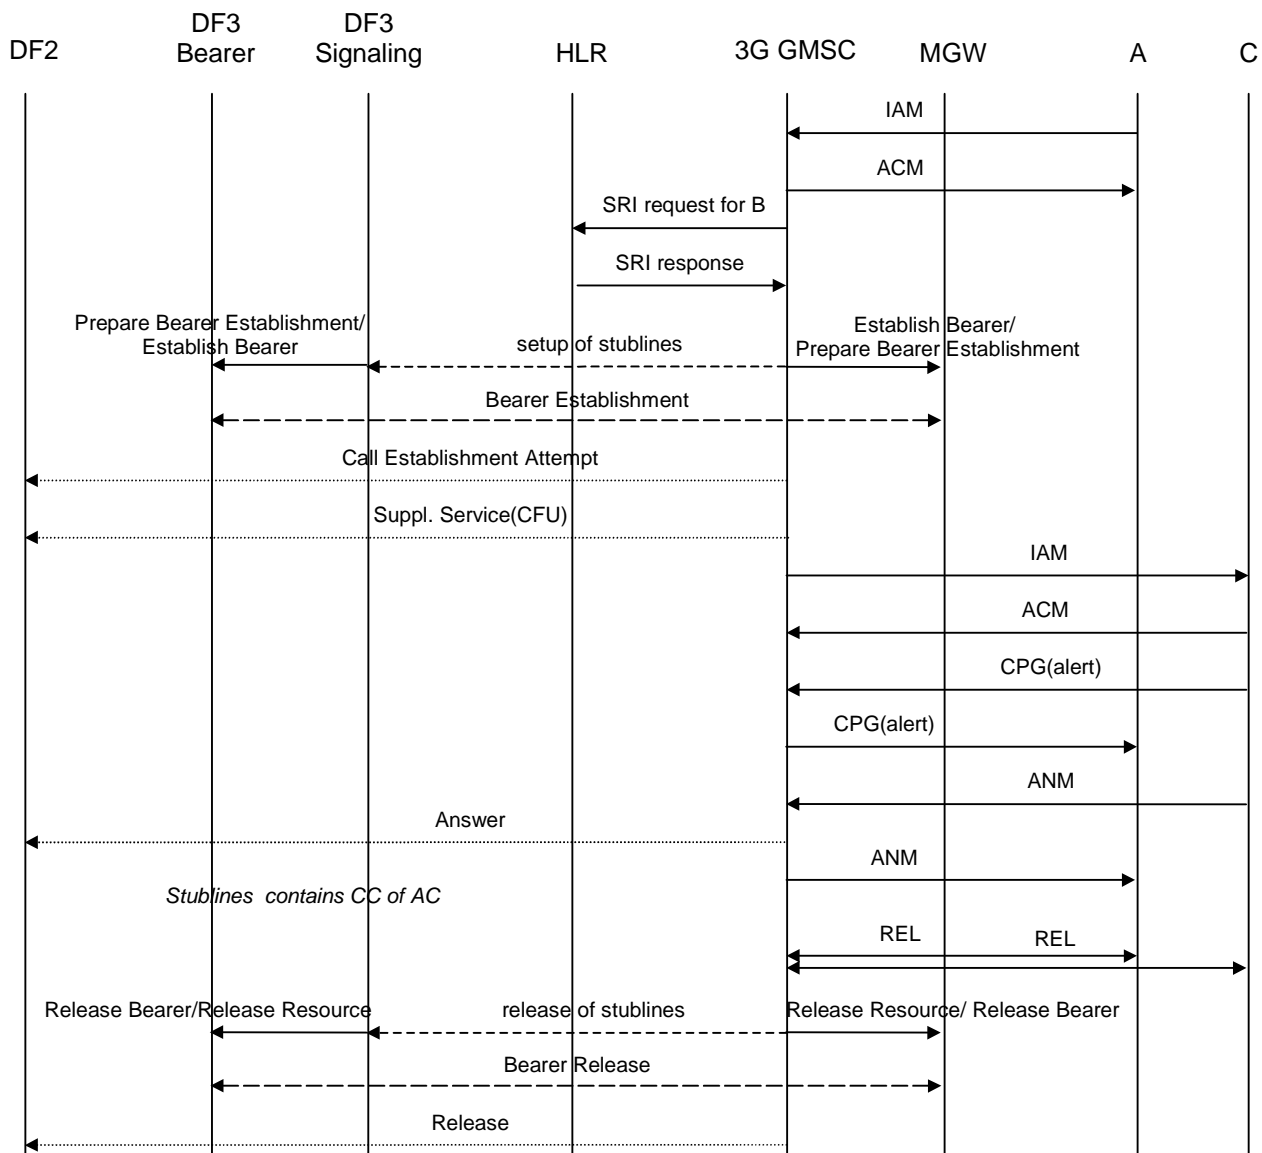 DF2
DF3
Bearer
DF3
Signaling
HLR
3G GMSC
MGW
A
C
IAM
ACM
SRI request for B
SRI response
Prepare Bearer Establishment/
Establish Bearer
setup of stublines
Establish Bearer/
Prepare Bearer Establishment
Bearer Establishment
Call Establishment Attempt
Suppl. Service(CFU)
IAM
ACM
CPG(alert)
CPG(alert)
ANM
Answer
ANM
Stublines contains CC of AC
REL
REL
Release Bearer/Release Resource
release of stublines
Release Resource/ Release Bearer
Bearer Release
Release